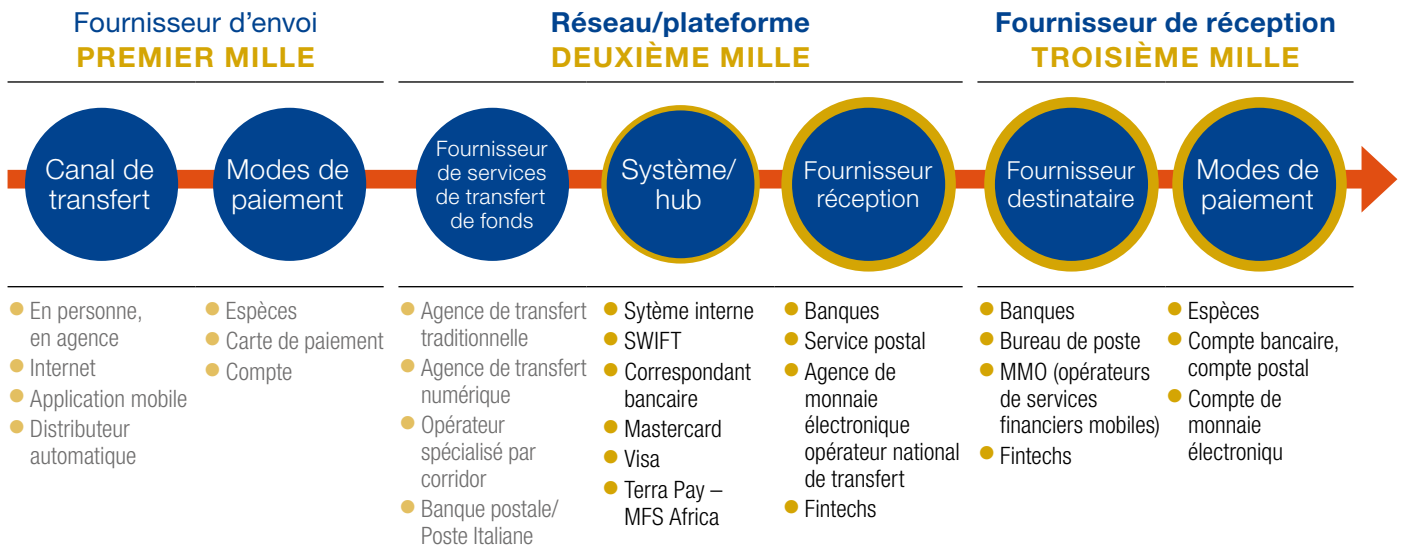 Fournisseur d'envoi
PREMIER MILLE
Réseau/plateforme
DEUXIÈME MILLE
Fournisseur de réception
TROISIÈME MILLE
Canal de
transfert
Modes de
paiement
Fournisseur
de services
de transfert
de fonds
Système/
hub
Fournisseur
réception
Fournisseur
destinataire
Modes de
paiement
En personne,
en agence
Internet
Application mobile
Distributeur
automatique
Espèces
Carte de paiement
Compte
Agence de transfert
traditionnelle
Agence de transfert
numérique
Opérateur
spécialisé par
corridor
Banque postale/
Poste Italiane
Sytème interne
SWIFT
Correspondant
bancaire
Mastercard
Visa
Terra Pay –
MFS Africa
Banques
Service postal
Agence de
monnaie
électronique
opérateur national
de transfert
Fintechs
Banques
Bureau de poste
MMO (opérateurs
de services
financiers mobiles)
Fintechs
Espèces
Compte bancaire,
compte postal
Compte de
monnaie
électroniqu